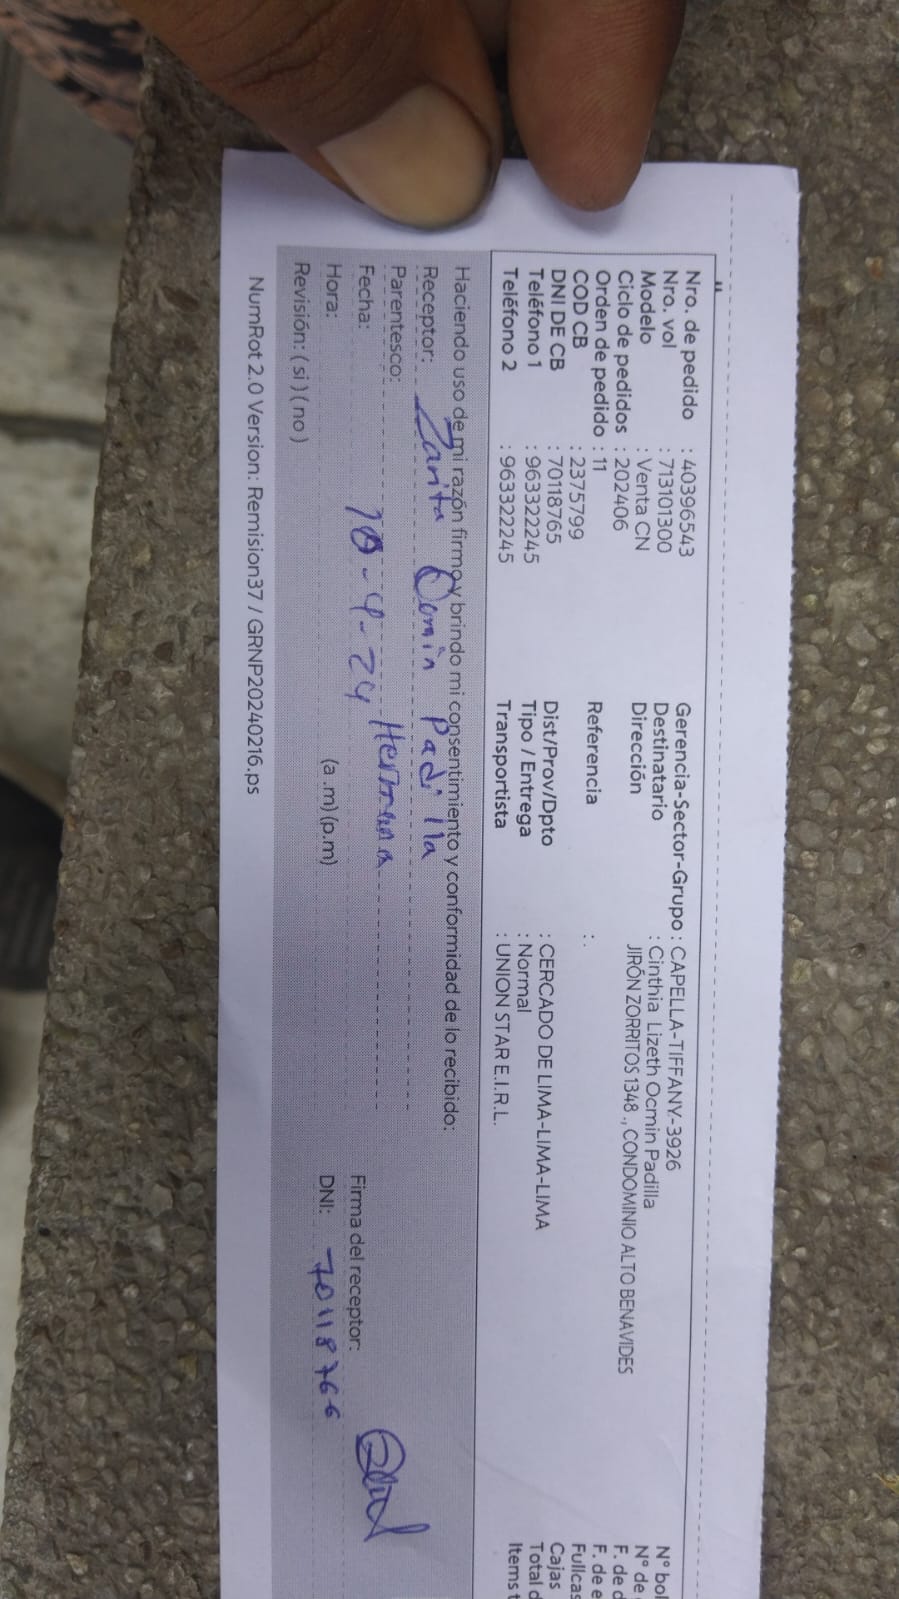 Nro. de pedido : 40396543
Nro. vol : 713101300
Modelo : Venta CN
Ciclo de pedidos : 202406
Orden de pedido : 11
COD CB : 2375799
DNI DE CB : 70118765
Teléfono 1 : 963322245
Teléfono 2 : 963322245
Gerencia-Sector-Grupo : CAPELLA-TIFFANY-3926
Destinatario : Cinthia Lizeth Ocmin Padilla
Dirección JIRÓN ZORRITOS 1348 ., CONDOMINIO ALTO BENAVIDES
Referencia : .
Dist/Prov/Dpto : CERCADO DE LIMA-LIMA-LIMA
Tipo / Entrega : Normal
Transportista : UNION STAR E.I.R.L.
N° bol
N° de
F. de d
F. de e
Fullcas
Cajas
Total d
Items t
Haciendo uso de mi razón firmo y brindo mi consentimiento y conformidad de lo recibido:
Receptor: Zarita Ocmin Padilla
Parentesco: Hermana
Fecha: 10-4-24
Hora: (a .m) (p.m)
Revisión: ( si ) ( no )
Firma del receptor:
DNI: 70118766
NumRot 2.0 Version: Remision37 / GRNP20240216.ps